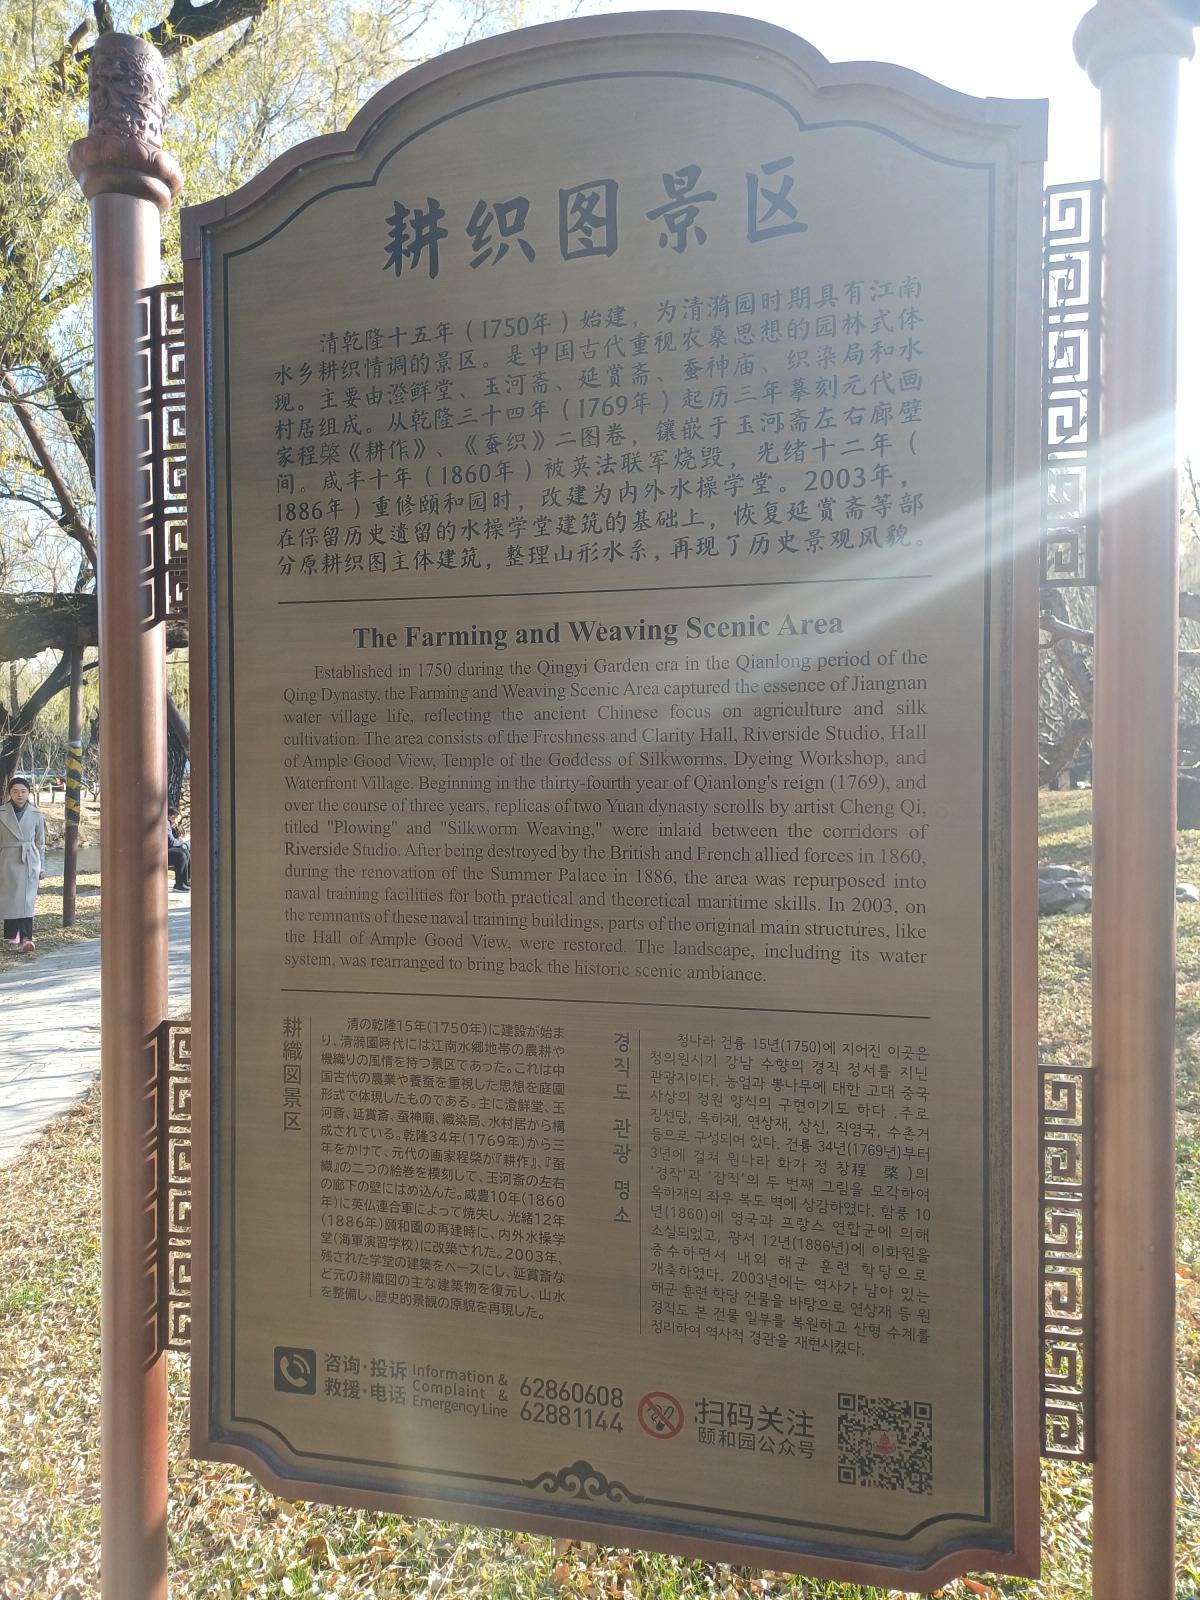 耕织图景区
清乾隆十五年（1750年）始建，为清漪园时期具有江南
水乡耕织情调的景区。是中国古代重视农桑思想的园林式体
现。主要由澄鲜堂、玉河斋、延赏斋、蚕神庙、织染局和水
村居组成。从乾隆三十四年（1769年）起历三年摹刻元代画
家程棨《耕作》、《蚕织》二图卷，镶嵌于玉河斋左右廊壁
间。咸丰十年（1860年）被英法联军烧毁，光绪十二年（
1886年）重修颐和园时，改建为内外水操学堂。2003年，
在保留历史遗留的水操学堂建筑的基础上，恢复延赏斋等部
分原耕织图主体建筑，整理山形水系，再现了历史景观风貌。
The Farming and Weaving Scenic Area
Established in 1750 during the Qingyi Garden era in the Qianlong period of the
Qing Dynasty, the Farming and Weaving Scenic Area captured the essence of Jiangnan
water village life, reflecting the ancient Chinese focus on agriculture and silk
cultivation. The area consists of the Freshness and Clarity Hall, Riverside Studio, Hall
of Ample Good View, Temple of the Goddess of Silkworms, Dyeing Workshop, and
Waterfront Village. Beginning in the thirty-fourth year of Qianlong's reign (1769), and
over the course of three years, replicas of two Yuan dynasty scrolls by artist Cheng Qi,
titled "Plowing" and "Silkworm Weaving," were inlaid between the corridors of
Riverside Studio. After being destroyed by the British and French allied forces in 1860,
during the renovation of the Summer Palace in 1886, the area was repurposed into
naval training facilities for both practical and theoretical maritime skills. In 2003, on
the remnants of these naval training buildings, parts of the original main structures, like
the Hall of Ample Good View, were restored. The landscape, including its water
system, was rearranged to bring back the historic scenic ambiance.
耕織図景区
清の乾隆15年（1750年）に建設が始ま
り、清漪園時代には江南水郷地帯の農耕や
機織りの風情を持つ景区であった。これは中
国古代の農業や養蚕を重視した思想を庭園
形式で体現したものである。主に澄鮮堂、玉
河斎、延賞斎、蚕神廟、織染局、水村居から構
成されている。乾隆34年（1769年）から三
年をかけて、元代の画家程棨が『耕作』、『蚕
織』の二つの絵巻を模刻して、玉河斎の左右
の廊下の壁にはめ込んだ。咸豊10年（1860
年）に英仏連合軍によって焼失し、光緒12年
（1886年）頤和園の再建時に、内外水操学
堂（海軍演習学校）に改築された。2003年、
残された学堂の建築をベースにし、延賞斎な
ど元の耕織図の主な建築物を復元し、山水
を整備し、歴史的景観の原貌を再現した。
경직도 관광 명소
청나라 건륭 15년(1750)에 지어진 이곳은
청의원시기 강남 수향의 경직 정서를 지닌
관광지이다. 농업과 뽕나무에 대한 고대 중국
사상의 정원 양식의 구현이기도 하다 .주로
징선당, 옥하재, 연상재, 상신, 직염국, 수촌거
등으로 구성되어 있다. 건륭 34년(1769년)부터
3년에 걸쳐 원나라 화가 정 창程 棨 )의
'경작'과 '잠직'의 두 번째 그림을 모각하여
옥하재의 좌우 복도 벽에 상감하였다. 함풍 10
년(1860)에 영국과 프랑스 연합군에 의해
소실되었고, 광서 12년(1886년)에 이화원을
중수하면서 내외 해군 훈련 학당으로
개축하였다. 2003년에는 역사가 남아 있는
해군 훈련 학당 건물을 바탕으로 연상재 등 원
경직도 본 건물 일부를 복원하고 산형 수계를
정리하여 역사적 경관을 재현시켰다.
咨询·投诉 Information &
救援·电话 Complaint &
Emergency Line
62860608
62881144
扫码关注
颐和园公众号